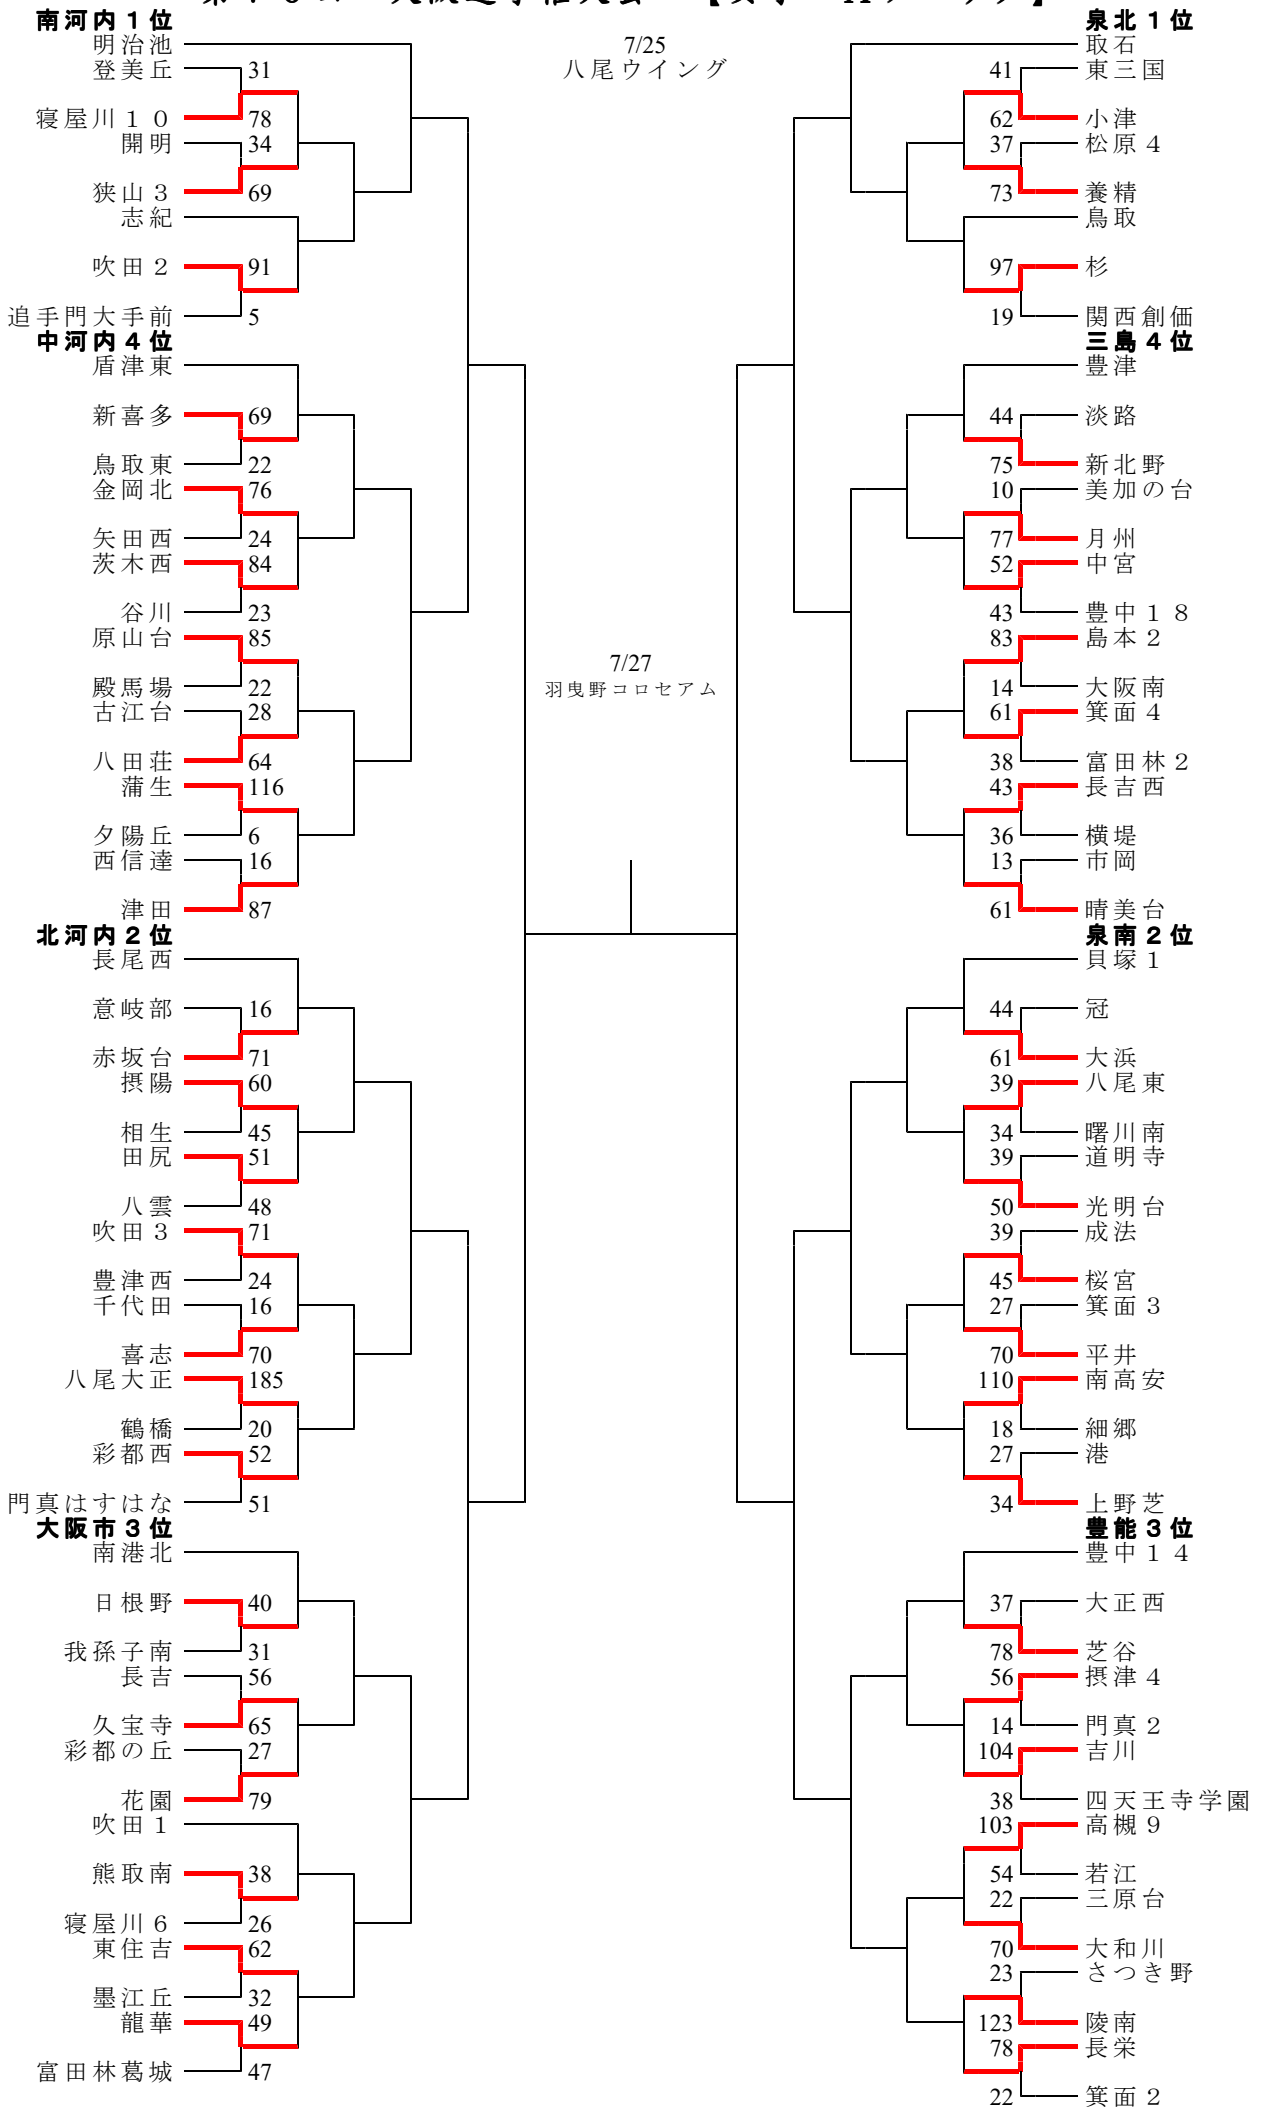 南河内１位
明治池
登美丘 31
寝屋川１０ 78
開明 34
狭山３ 69
志紀
吹田２ 91
追手門大手前 5
中河内４位
盾津東
新喜多 69
鳥取東 22
金岡北 76
矢田西 24
茨木西 84
谷川 23
原山台 85
殿馬場 22
古江台 28
八田荘 64
蒲生 116
夕陽丘 6
西信達 16
津田 87
北河内２位
長尾西
意岐部 16
赤坂台 71
摂陽 60
相生 45
田尻 51
八雲 48
吹田３ 71
豊津西 24
千代田 16
喜志 70
八尾大正 185
鶴橋 20
彩都西 52
門真はすはな 51
大阪市３位
南港北
日根野 40
我孫子南 31
長吉 56
久宝寺 65
彩都の丘 27
花園 79
吹田１
熊取南 38
寝屋川６ 26
東住吉 62
墨江丘 32
龍華 49
富田林葛城 47
7/25
八尾ウイング
7/27
羽曳野コロセアム
泉北１位
取石
41 東三国
62 小津
37 松原４
73 養精
鳥取
97 杉
19 関西創価
三島４位
豊津
44 淡路
75 新北野
10 美加の台
77 月州
52 中宮
43 豊中１８
83 島本２
14 大阪南
61 箕面４
38 富田林２
43 長吉西
36 横堤
13 市岡
61 晴美台
泉南２位
貝塚１
44 冠
61 大浜
39 八尾東
34 曙川南
39 道明寺
50 光明台
39 成法
45 桜宮
27 箕面３
70 平井
110 南高安
18 細郷
27 港
34 上野芝
豊能３位
豊中１４
37 大正西
78 芝谷
56 摂津４
14 門真２
104 吉川
38 四天王寺学園
103 高槻９
54 若江
22 三原台
70 大和川
23 さつき野
123 陵南
78 長栄
22 箕面２